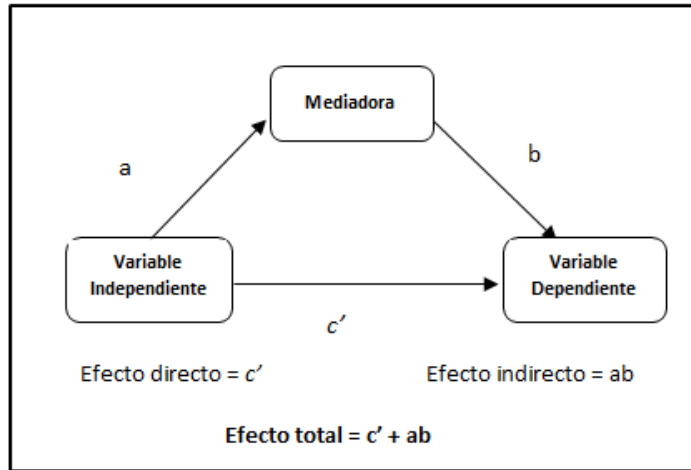 Mediadora
a
b
Variable
Independiente
Variable
Dependiente
c’
Efecto directo = c’
Efecto indirecto = ab
Efecto total = c’ + ab